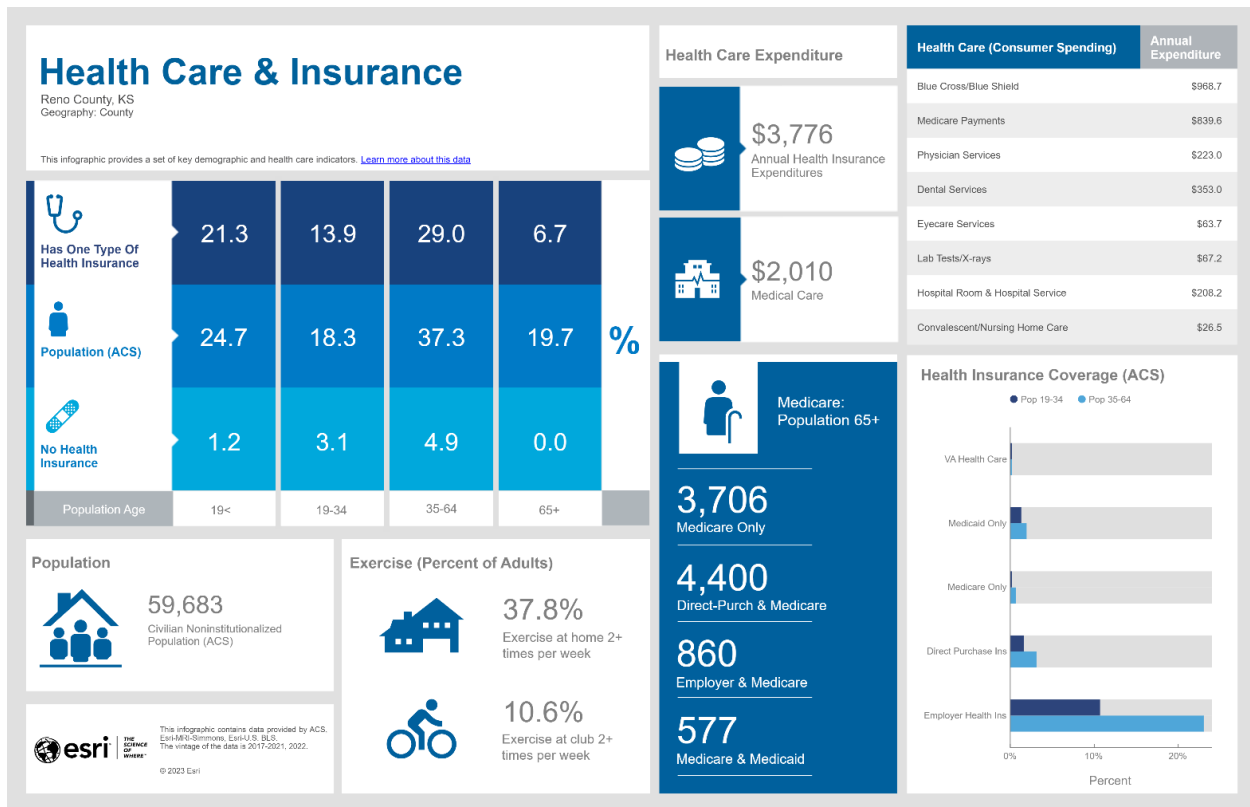 Health Care & Insurance
Reno County, KS
Geography: County
This infographic provides a set of key demographic and health care indicators. Learn more about this data
Has One Type Of
Health Insurance
21.3
13.9
29.0
6.7
Population (ACS)
24.7
18.3
37.3
19.7
%
No Health
Insurance
1.2
3.1
4.9
0.0
Population Age
19<
19-34
35-64
65+
Population
59,683
Civilian Noninstitutionalized
Population (ACS)
esri
THE
SCIENCE
OF
WHERE™
This infographic contains data provided by ACS,
Esri-MRI-Simmons, Esri-U.S. BLS.
The vintage of the data is 2017-2021, 2022.
© 2023 Esri
Exercise (Percent of Adults)
37.8%
Exercise at home 2+
times per week
10.6%
Exercise at club 2+
times per week
Health Care Expenditure
$3,776
Annual Health Insurance
Expenditures
$2,010
Medical Care
Medicare:
Population 65+
3,706
Medicare Only
4,400
Direct-Purch & Medicare
860
Employer & Medicare
577
Medicare & Medicaid
Health Care (Consumer Spending)
Annual
Expenditure
Blue Cross/Blue Shield $968.7
Medicare Payments $839.6
Physician Services $223.0
Dental Services $353.0
Eyecare Services $63.7
Lab Tests/X-rays $67.2
Hospital Room & Hospital Service $208.2
Convalescent/Nursing Home Care $26.5
Health Insurance Coverage (ACS)
Pop 19-34 Pop 35-64
VA Health Care
Medicaid Only
Medicare Only
Direct Purchase Ins
Employer Health Ins
0% 10% 20%
Percent